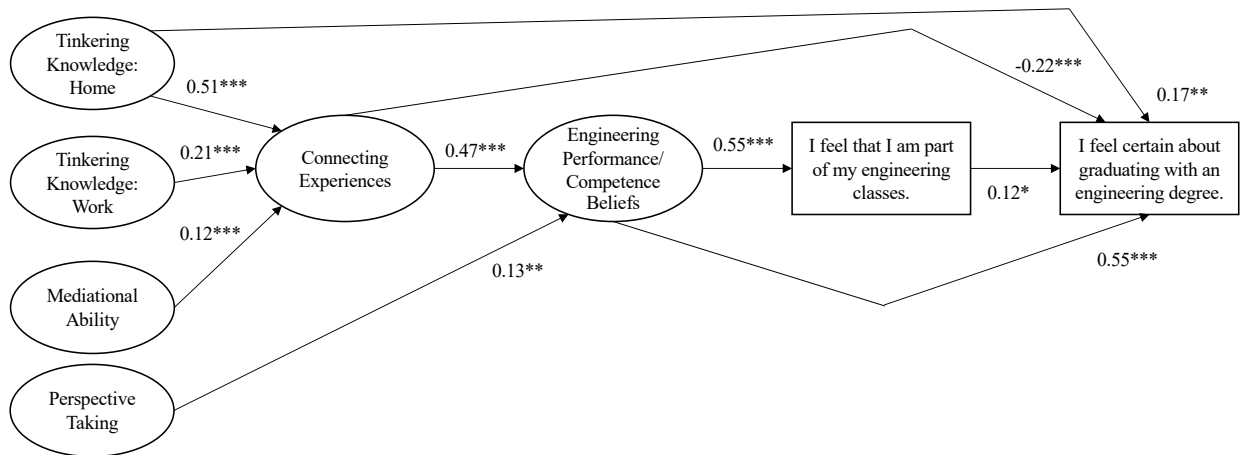 Tinkering
Knowledge:
Home
0.51***
-0.22***
0.17**
Tinkering
Knowledge:
Work
0.21***
Connecting
Experiences
0.47***
Engineering
Performance/
Competence
Beliefs
0.55***
I feel that I am part
of my engineering
classes.
0.12*
I feel certain about
graduating with an
engineering degree.
0.12***
0.13**
0.55***
Mediational
Ability
Perspective
Taking